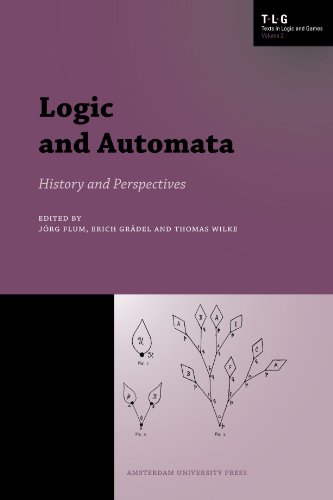 T·L·G
Texts in Logic and Games
Volume 2
Logic
and Automata
History and Perspectives
EDITED BY
JÖRG FLUM, ERICH GRÄDEL AND THOMAS WILKE
AMSTERDAM UNIVERSITY PRESS